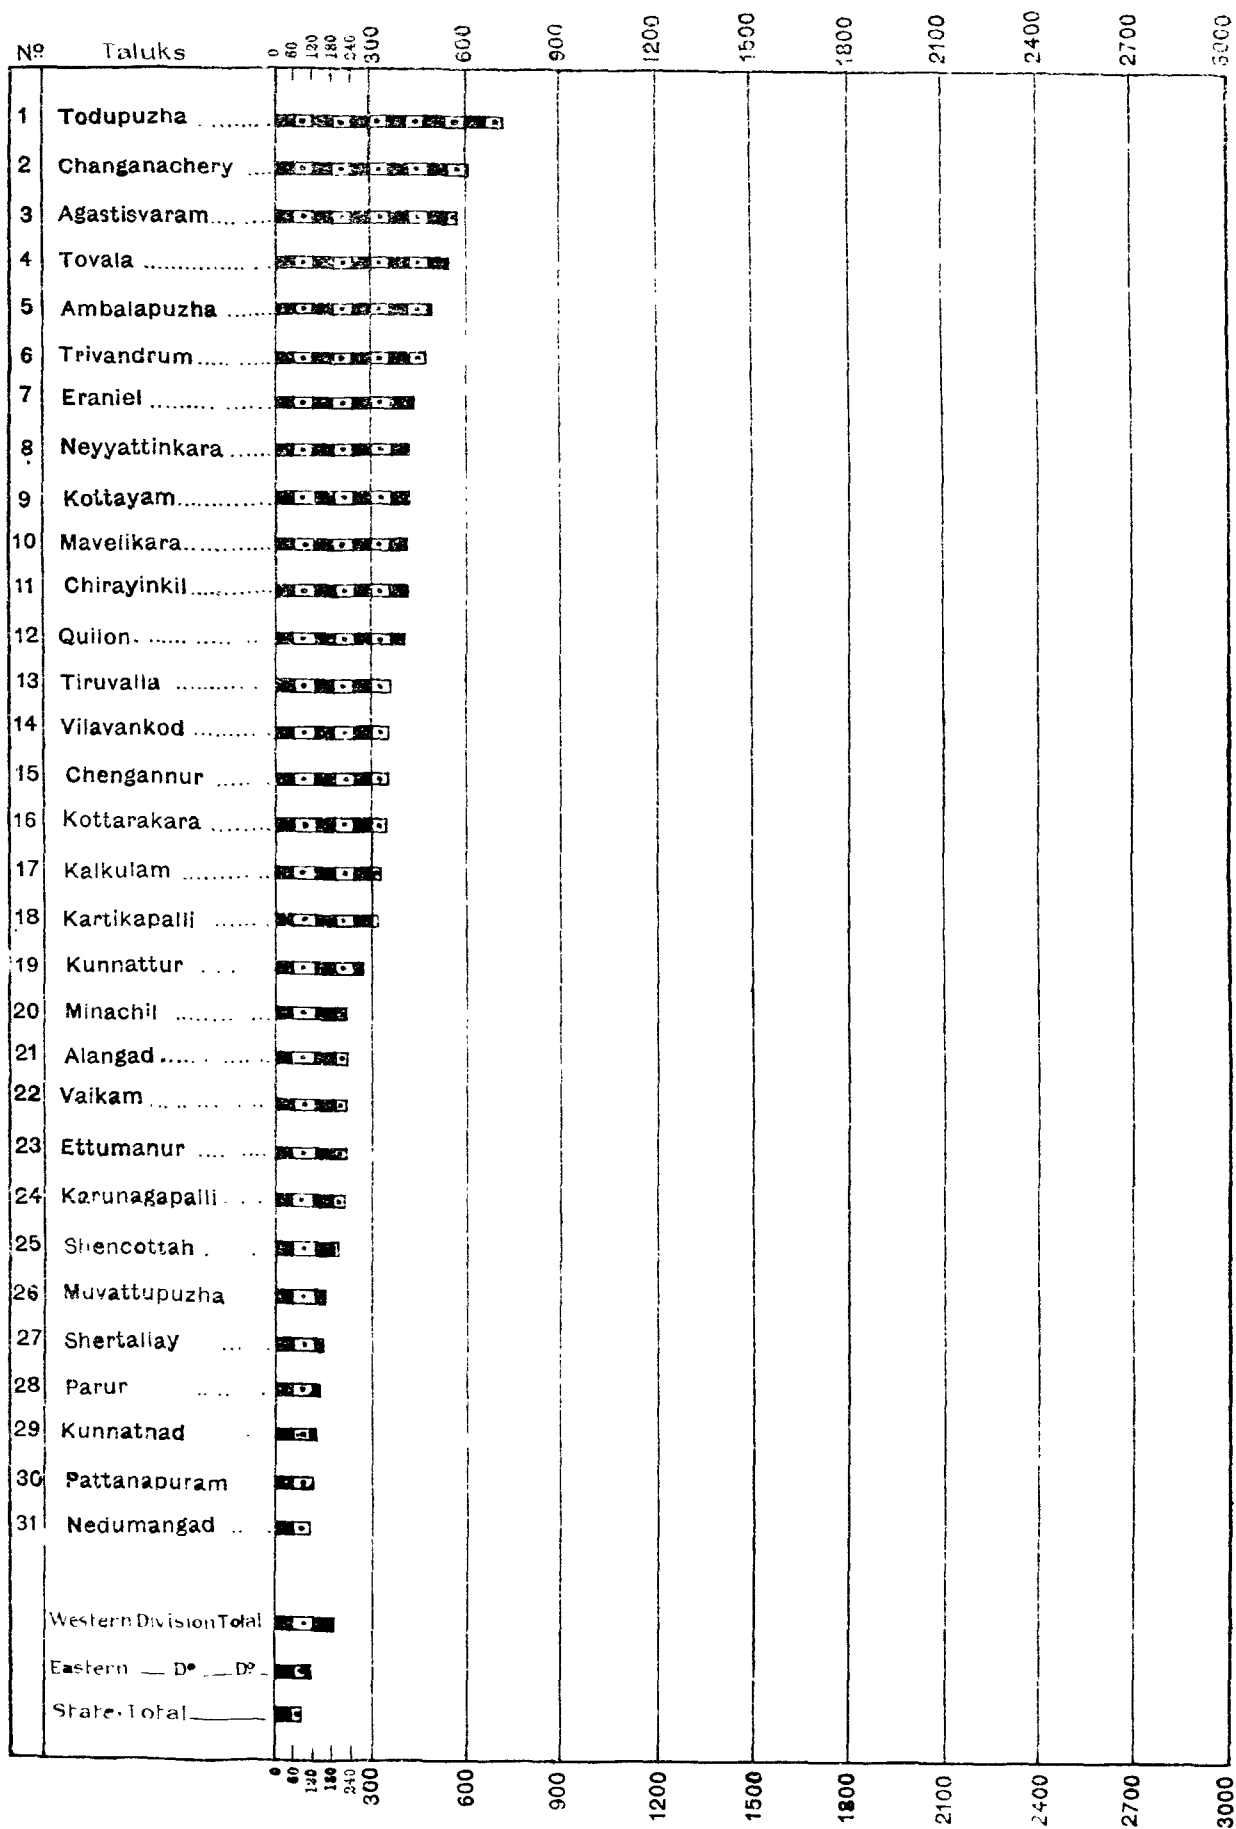 Nº Taluks 0 60 120 180 240 300 600 900 1200 1500 1800 2100 2400 2700 3000
1 Todupuzha ........
2 Changanachery ....
3 Agastisvaram.... ....
4 Tovala ................
5 Ambalapuzha ......
6 Trivandrum..... .....
7 Eraniel ......... ......
8 Neyyattinkara ......
9 Kottayam............
10 Mavelikara...........
11 Chirayinkil..........
12 Quilon. ...... ..... ..
13 Tiruvalla ...........
14 Vilavankod ..........
15 Chengannur ..... ..
16 Kottarakara ........
17 Kalkulam ......... ..
18 Kartikapalli .......
19 Kunnattur . . .
20 Minachil ........ ...
21 Alangad ..... . .... .
22 Vaikam ... .. ... . ..
23 Ettumanur .... ....
24 Karunagapalli . . .
25 Shencottah . .
26 Muvattupuzha
27 Shertallay ...
28 Parur .. .. .
29 Kunnatnad .
30 Pattanapuram
31 Nedumangad ..
Western Division Total
Eastern __ Dº __ Dº
State Total ______
0 60 120 180 240 300 600 900 1200 1500 1800 2100 2400 2700 3000